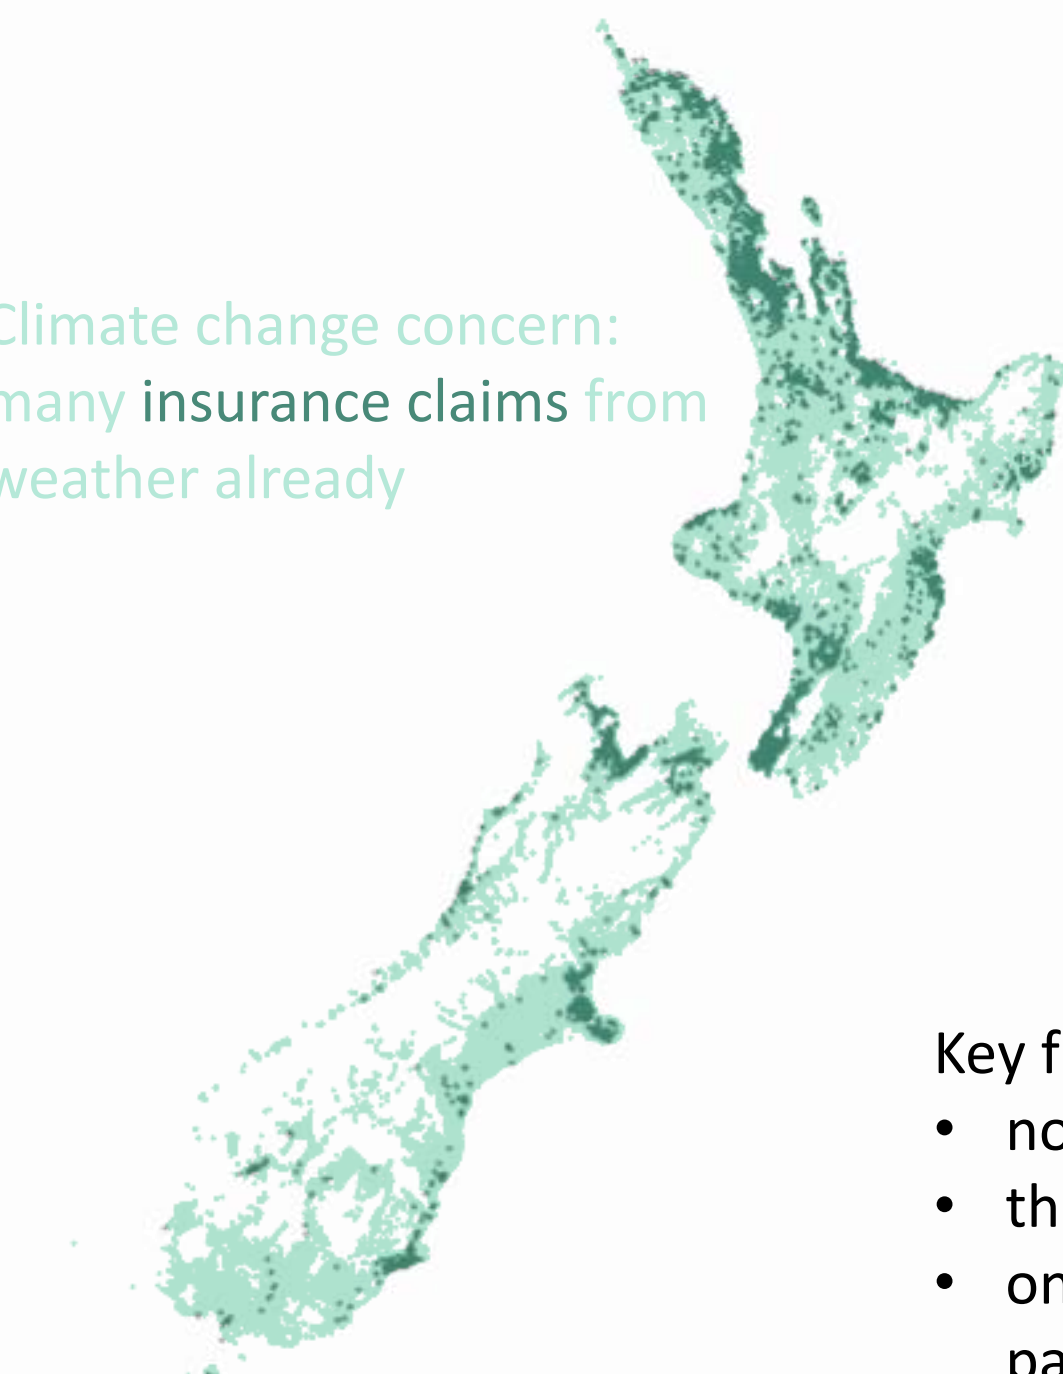 Climate change concern:
many insurance claims from
weather already
Key f
• no
• th
• on
pa